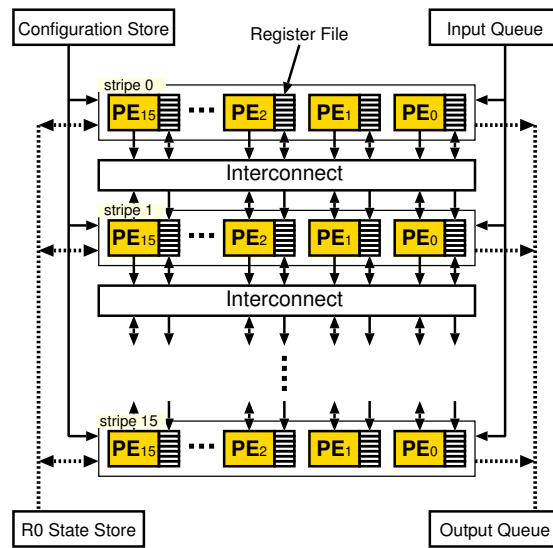 Configuration Store
Register File
Input Queue
stripe 0
PE15 ... PE2 PE1 PE0
Interconnect
stripe 1
PE15 ... PE2 PE1 PE0
Interconnect
stripe 15
PE15 ... PE2 PE1 PE0
R0 State Store
Output Queue